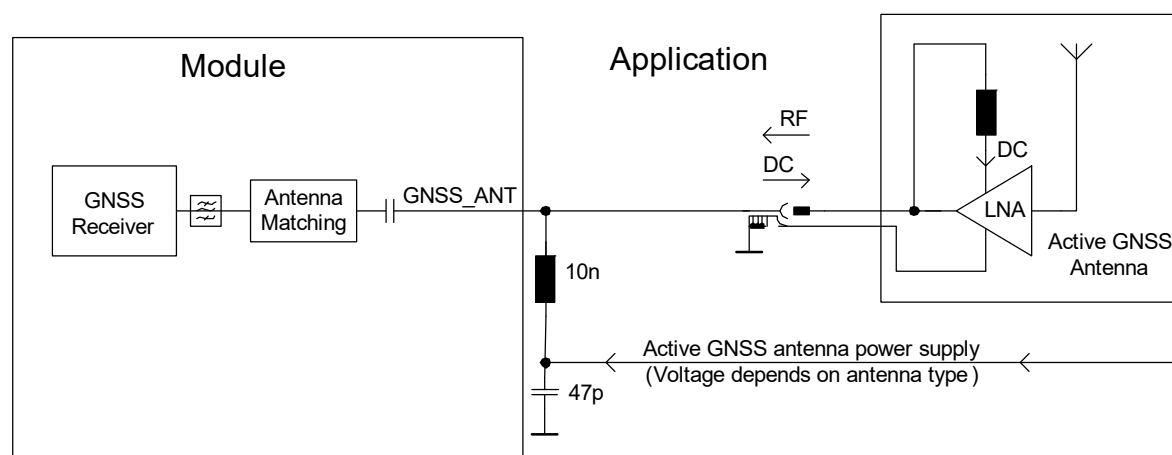 Module
Application
RF
DC
DC
GNSS
Receiver
Antenna
Matching
GNSS_ANT
LNA
Active GNSS
Antenna
10n
Active GNSS antenna power supply
(Voltage depends on antenna type)
47p